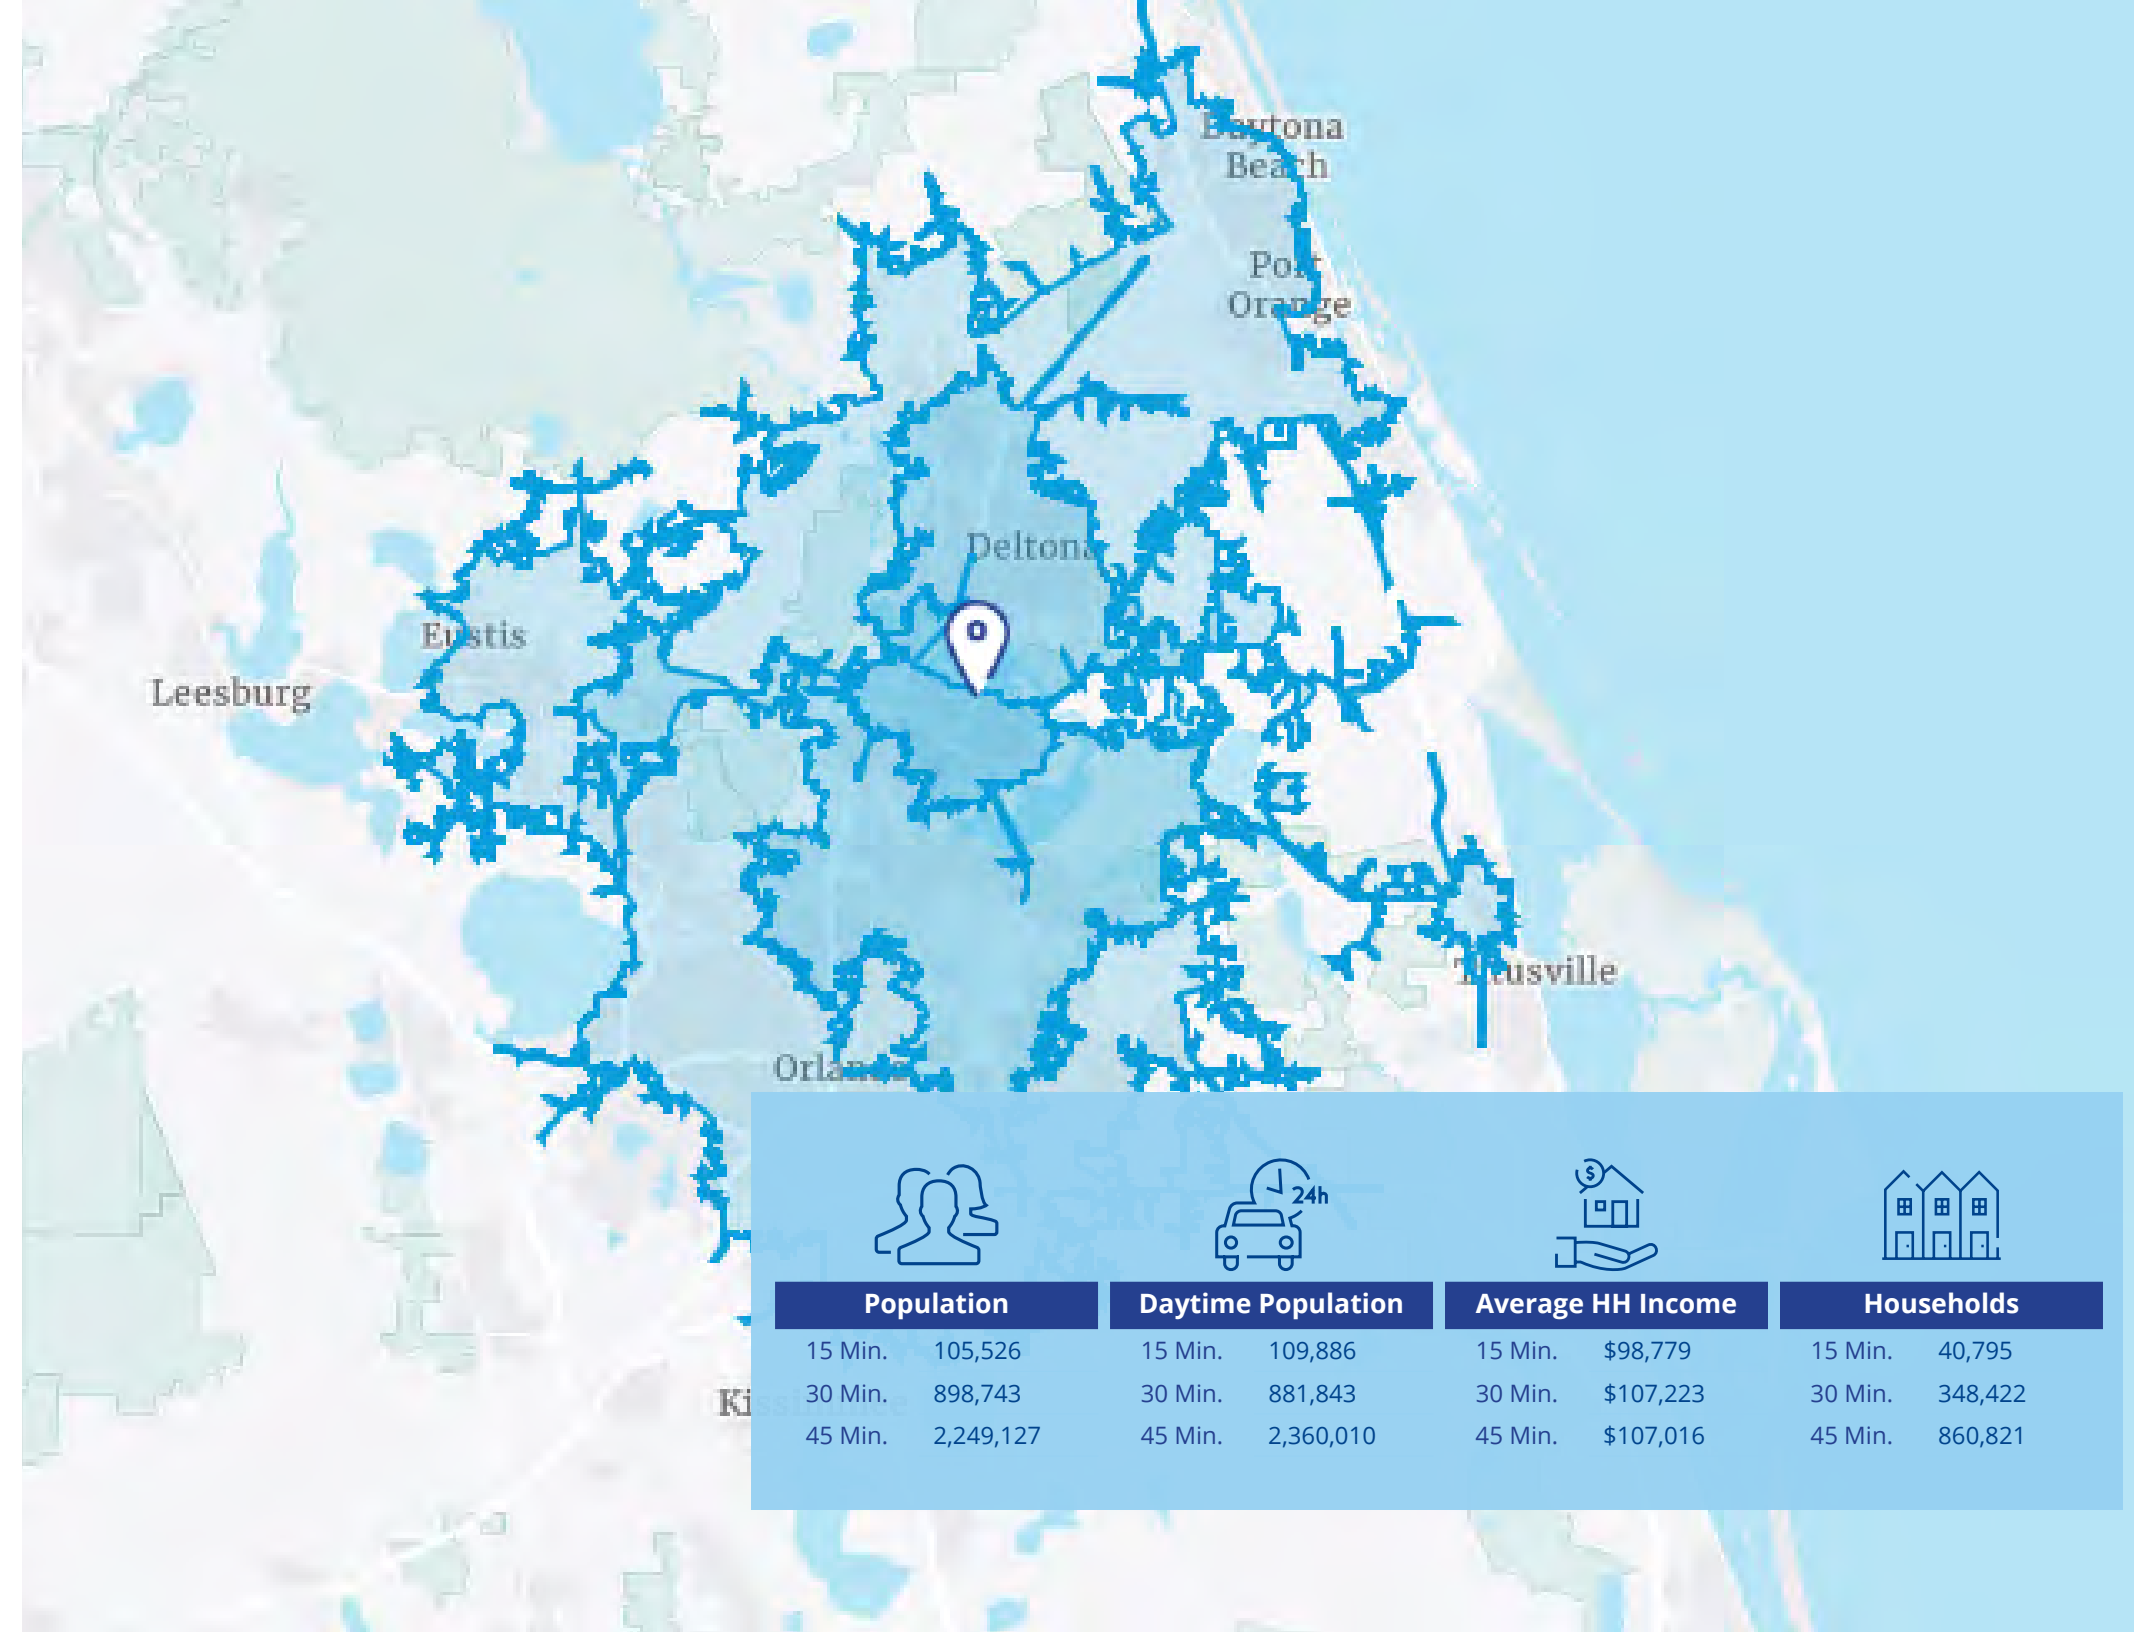 Daytona
Beach
Port
Orange
Deltona
Eustis
Leesburg
Titusville
Orlando
Kissimmee
24h
$
Population
15 Min. 105,526
30 Min. 898,743
45 Min. 2,249,127
Daytime Population
15 Min. 109,886
30 Min. 881,843
45 Min. 2,360,010
Average HH Income
15 Min. $98,779
30 Min. $107,223
45 Min. $107,016
Households
15 Min. 40,795
30 Min. 348,422
45 Min. 860,821